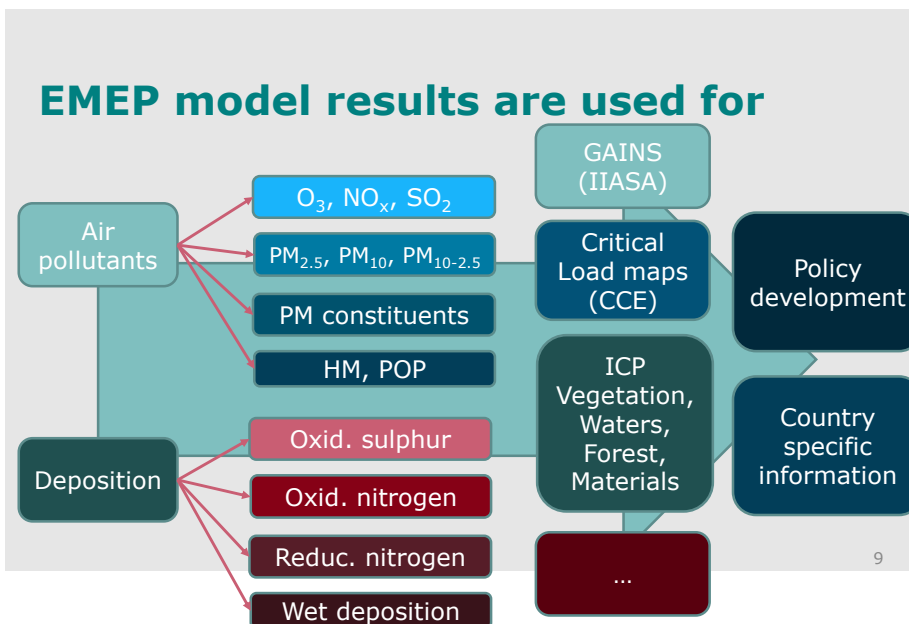 EMEP model results are used for
Air
pollutants
O₃, NOₓ, SO₂
PM₂.₅, PM₁₀, PM₁₀₋₂.₅
PM constituents
HM, POP
Deposition
Oxid. sulphur
Oxid. nitrogen
Reduc. nitrogen
Wet deposition
GAINS
(IIASA)
Critical
Load maps
(CCE)
ICP
Vegetation,
Waters,
Forest,
Materials
...
Policy
development
Country
specific
information
9